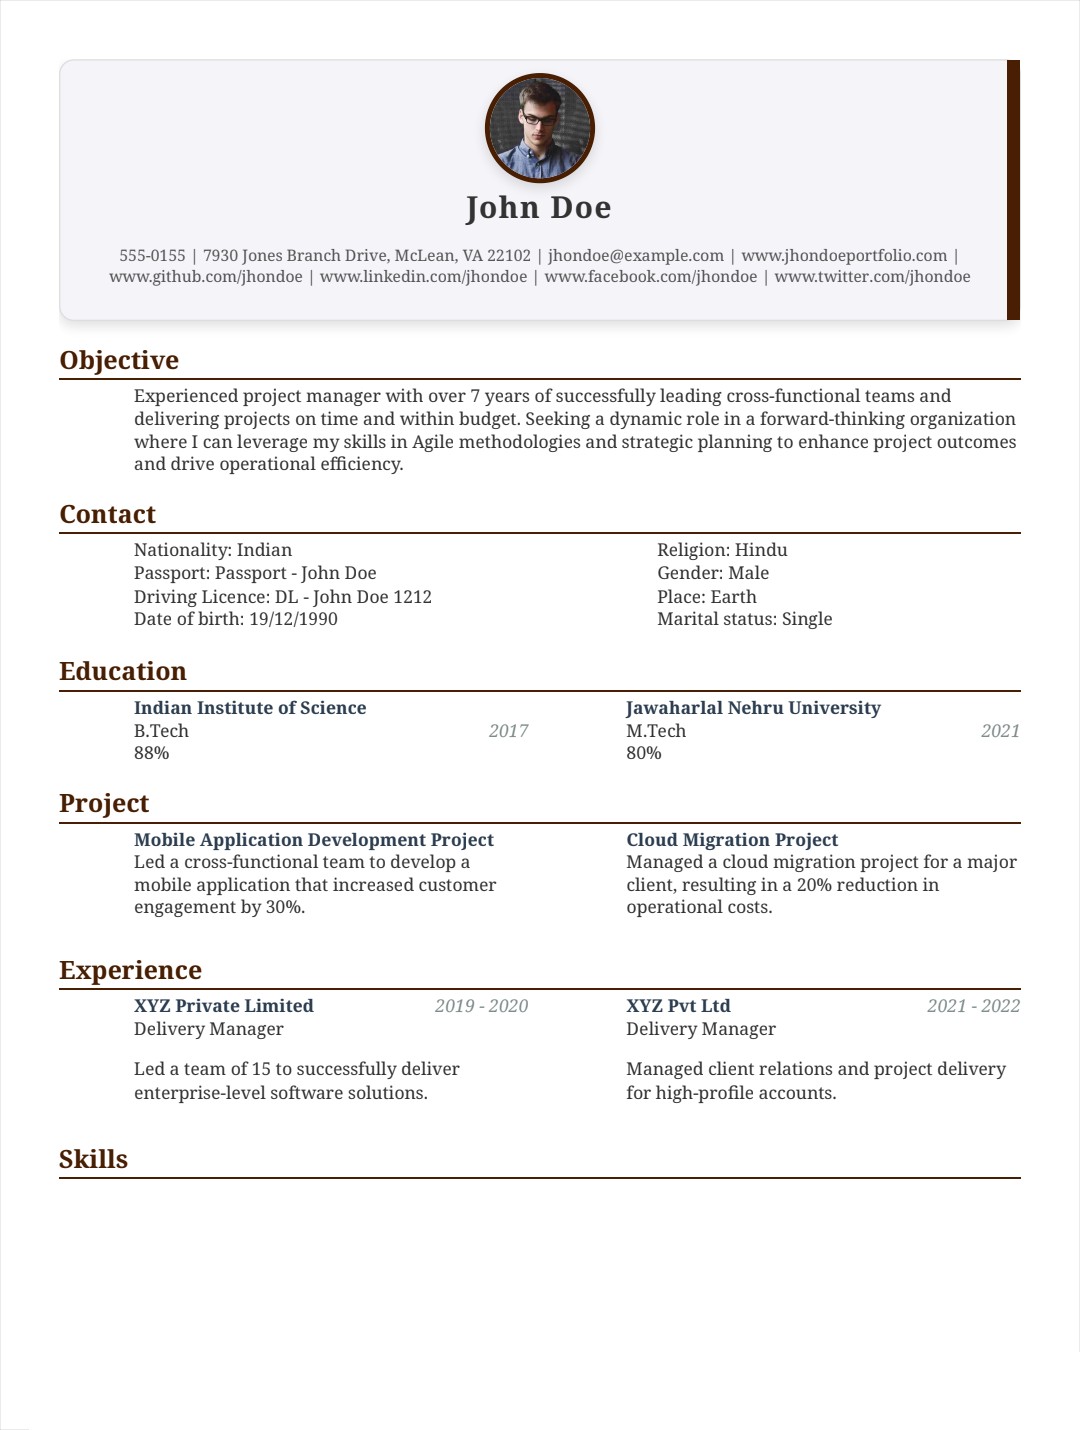 John Doe
555-0155 | 7930 Jones Branch Drive, McLean, VA 22102 | jhondoe@example.com | www.jhondoeportfolio.com |
www.github.com/jhondoe | www.linkedin.com/jhondoe | www.facebook.com/jhondoe | www.twitter.com/jhondoe
Objective
Experienced project manager with over 7 years of successfully leading cross-functional teams and
delivering projects on time and within budget. Seeking a dynamic role in a forward-thinking organization
where I can leverage my skills in Agile methodologies and strategic planning to enhance project outcomes
and drive operational efficiency.
Contact
Nationality: Indian
Passport: Passport - John Doe
Driving Licence: DL - John Doe 1212
Date of birth: 19/12/1990
Religion: Hindu
Gender: Male
Place: Earth
Marital status: Single
Education
Indian Institute of Science
B.Tech 2017
88%
Jawaharlal Nehru University
M.Tech 2021
80%
Project
Mobile Application Development Project
Led a cross-functional team to develop a
mobile application that increased customer
engagement by 30%.
Cloud Migration Project
Managed a cloud migration project for a major
client, resulting in a 20% reduction in
operational costs.
Experience
XYZ Private Limited 2019 - 2020
Delivery Manager
Led a team of 15 to successfully deliver
enterprise-level software solutions.
XYZ Pvt Ltd 2021 - 2022
Delivery Manager
Managed client relations and project delivery
for high-profile accounts.
Skills